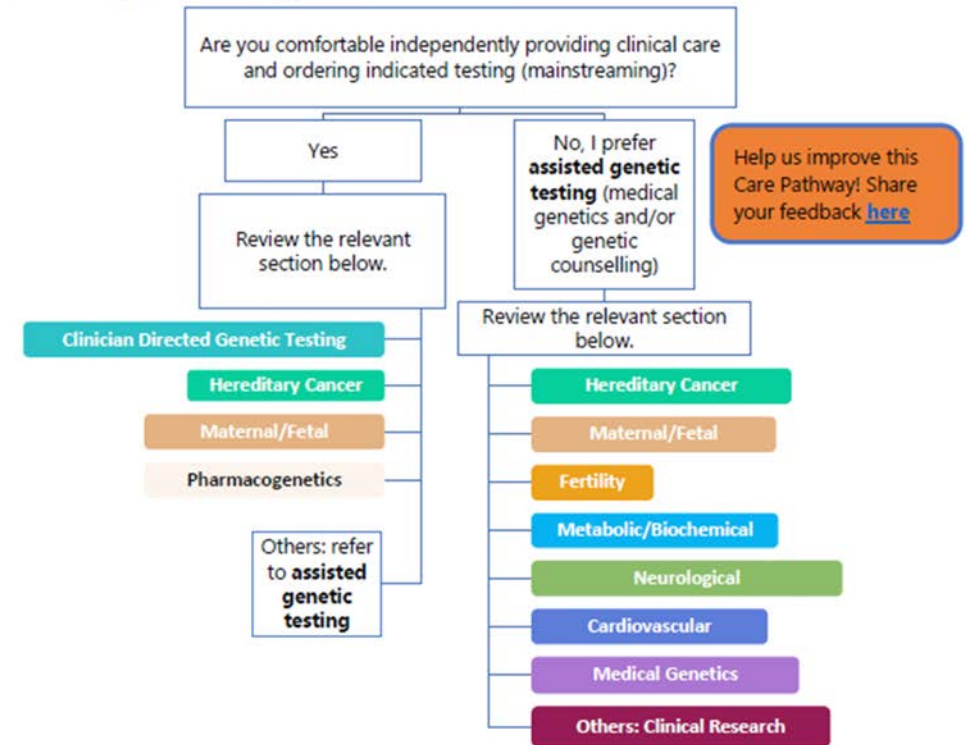 Are you comfortable independently providing clinical care
and ordering indicated testing (mainstreaming)?
Yes
No, I prefer
assisted genetic
testing (medical
genetics and/or
genetic
counselling)
Help us improve this
Care Pathway! Share
your feedback here
Review the relevant
section below.
Review the relevant section
below.
Clinician Directed Genetic Testing
Hereditary Cancer
Maternal/Fetal
Pharmacogenetics
Others: refer
to assisted
genetic
testing
Hereditary Cancer
Maternal/Fetal
Fertility
Metabolic/Biochemical
Neurological
Cardiovascular
Medical Genetics
Others: Clinical Research